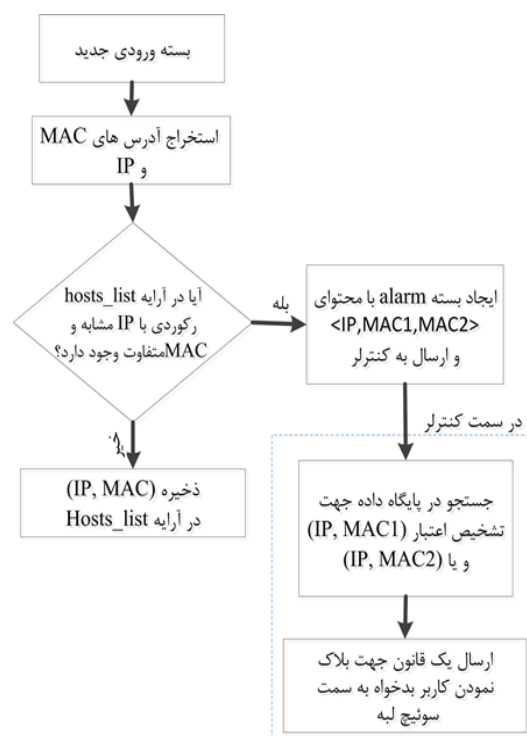 بسته ورودی جدید
استخراج آدرس های MAC
و IP
آیا در آرایه hosts_list
رکوردی با IP مشابه و
MACمتفاوت وجود دارد؟
بله
ایجاد بسته alarm با محتوای
<IP,MAC1,MAC2>
و ارسال به کنترلر
خیر
ذخیره (IP, MAC)
در آرایه Hosts_list
در سمت کنترلر
جستجو در پایگاه داده جهت
تشخیص اعتبار (IP, MAC1)
و یا (IP, MAC2)
ارسال یک قانون جهت بلاک
نمودن کاربر بدخواه به سمت
سوئیچ لبه